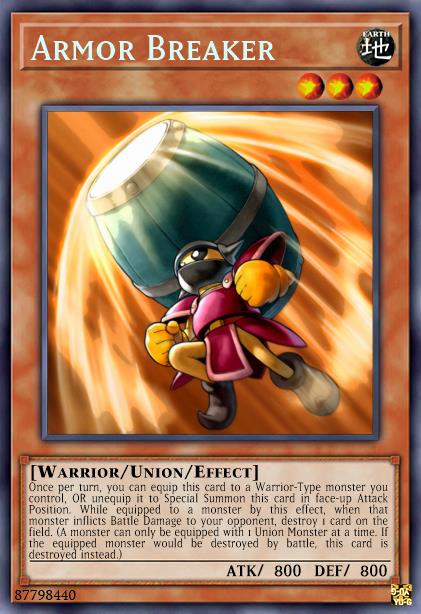 ARMOR BREAKER
EARTH
地
[WARRIOR/UNION/EFFECT]
Once per turn, you can equip this card to a Warrior-Type monster you
control, OR unequip it to Special Summon this card in face-up Attack
Position. While equipped to a monster by this effect, when that
monster inflicts Battle Damage to your opponent, destroy 1 card on
the field. (A monster can only be equipped with 1 Union Monster at a time. If
the equipped monster would be destroyed by battle, this card is
destroyed instead.)
ATK/ 800 DEF/ 800
87798440